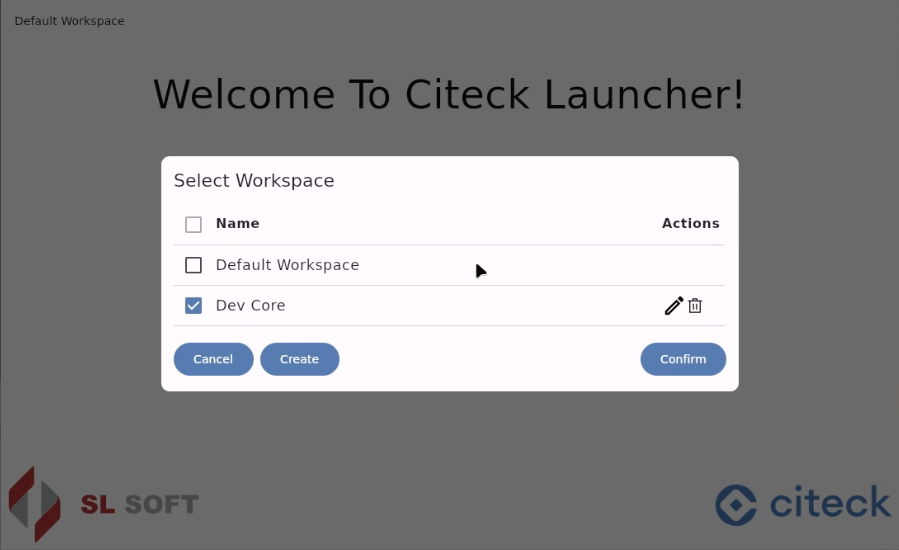 Default Workspace
Welcome To Citeck Launcher!
Select Workspace
Name Actions
Default Workspace
Dev Core
Cancel Create Confirm
SL SOFT citeck